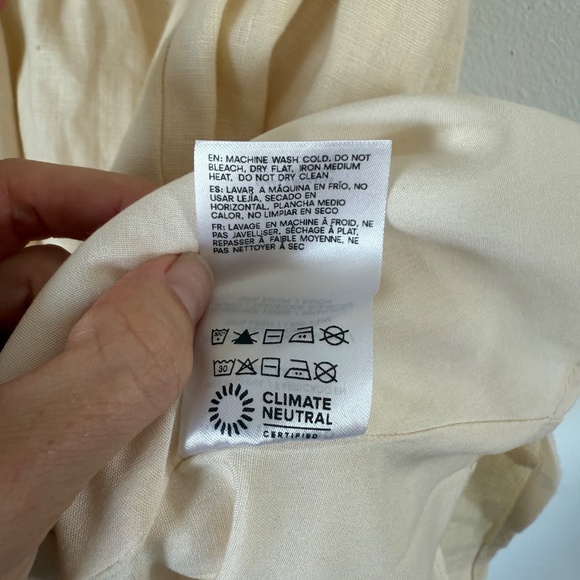 EN: MACHINE WASH COLD, DO NOT
BLEACH, DRY FLAT, IRON MEDIUM
HEAT, DO NOT DRY CLEAN
ES: LAVAR A MÁQUINA EN FRÍO, NO
USAR LEJÍA, SECADO EN
HORIZONTAL, PLANCHA MEDIO
CALOR, NO LIMPIAR EN SECO
FR: LAVAGE EN MACHINE À FROID, NE
PAS JAVELLISER, SÉCHAGE À PLAT,
REPASSER À FAIBLE MOYENNE, NE
PAS NETTOYER À SEC
30
CLIMATE
NEUTRAL
CERTIFIED